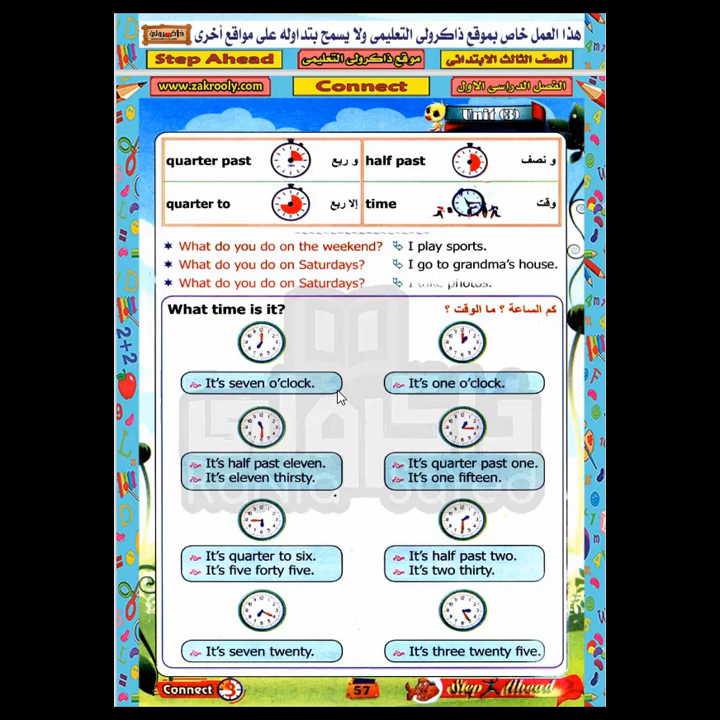 هذا العمل خاص بموقع ذاكرولى التعليمى ولا يسمح بتداوله على مواقع أخرى
ذاكرولى
Step Ahead
موقع ذاكرولى التعليمى
الصف الثالث الابتدائى
www.zakrooly.com
Connect
الفصل الدراسى الاول
Unit (3)
quarter past و ربع half past و نصف
quarter to إلا ربع time وقت
What do you do on the weekend? I play sports.
What do you do on Saturdays? I go to grandma's house.
What do you do on Saturdays? I take photos.
What time is it? كم الساعة ؟ ما الوقت ؟
It's seven o'clock. It's one o'clock.
It's half past eleven. It's quarter past one.
It's eleven thirsty. It's one fifteen.
It's quarter to six. It's half past two.
It's five forty five. It's two thirty.
It's seven twenty. It's three twenty five.
Connect 3
57
Step Ahead